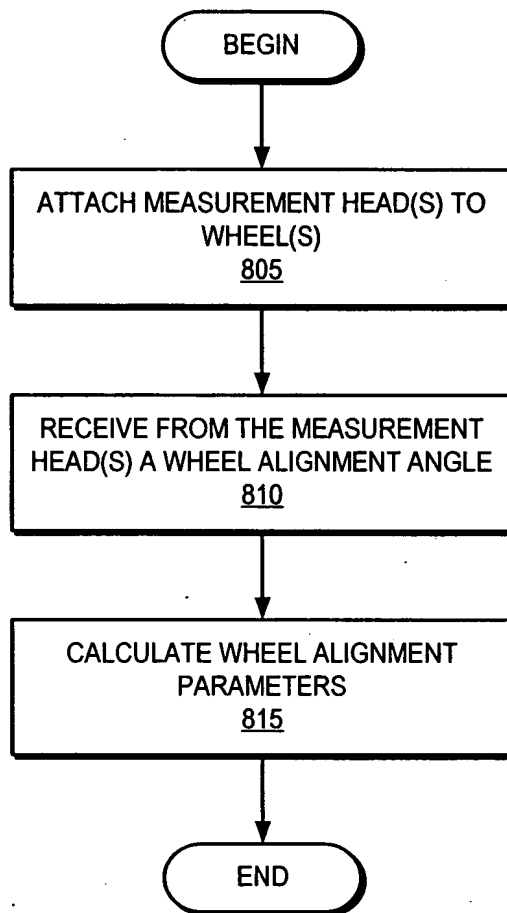 BEGIN
ATTACH MEASUREMENT HEAD(S) TO
WHEEL(S)
805
RECEIVE FROM THE MEASUREMENT
HEAD(S) A WHEEL ALIGNMENT ANGLE
810
CALCULATE WHEEL ALIGNMENT
PARAMETERS
815
END